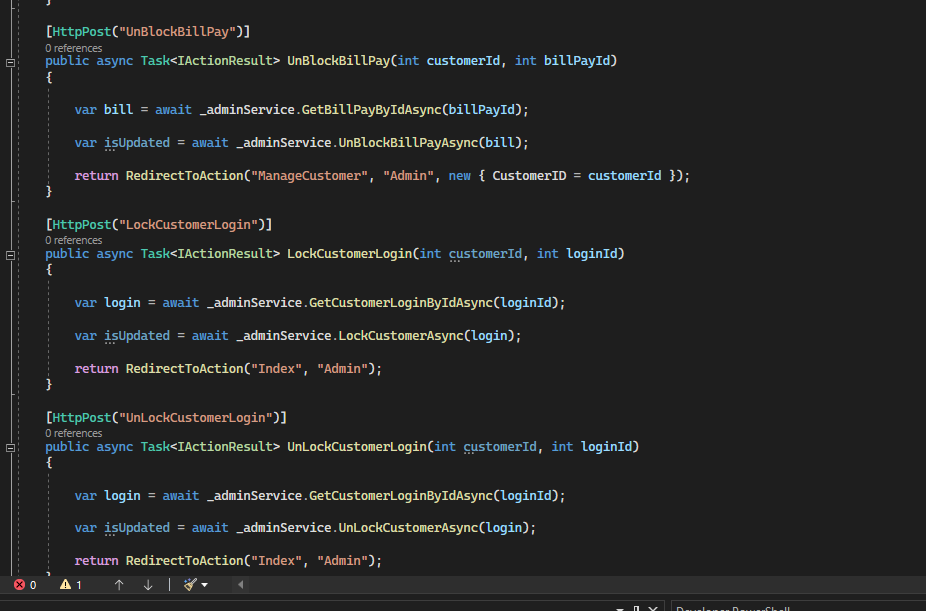 }
[HttpPost("UnBlockBillPay")]
0 references
public async Task<IActionResult> UnBlockBillPay(int customerId, int billPayId)
{
var bill = await _adminService.GetBillPayByIdAsync(billPayId);
var isUpdated = await _adminService.UnBlockBillPayAsync(bill);
return RedirectToAction("ManageCustomer", "Admin", new { CustomerID = customerId });
}
[HttpPost("LockCustomerLogin")]
0 references
public async Task<IActionResult> LockCustomerLogin(int customerId, int loginId)
{
var login = await _adminService.GetCustomerLoginByIdAsync(loginId);
var isUpdated = await _adminService.LockCustomerAsync(login);
return RedirectToAction("Index", "Admin");
}
[HttpPost("UnLockCustomerLogin")]
0 references
public async Task<IActionResult> UnLockCustomerLogin(int customerId, int loginId)
{
var login = await _adminService.GetCustomerLoginByIdAsync(loginId);
var isUpdated = await _adminService.UnLockCustomerAsync(login);
return RedirectToAction("Index", "Admin");
}
0 1
Developer PowerShell